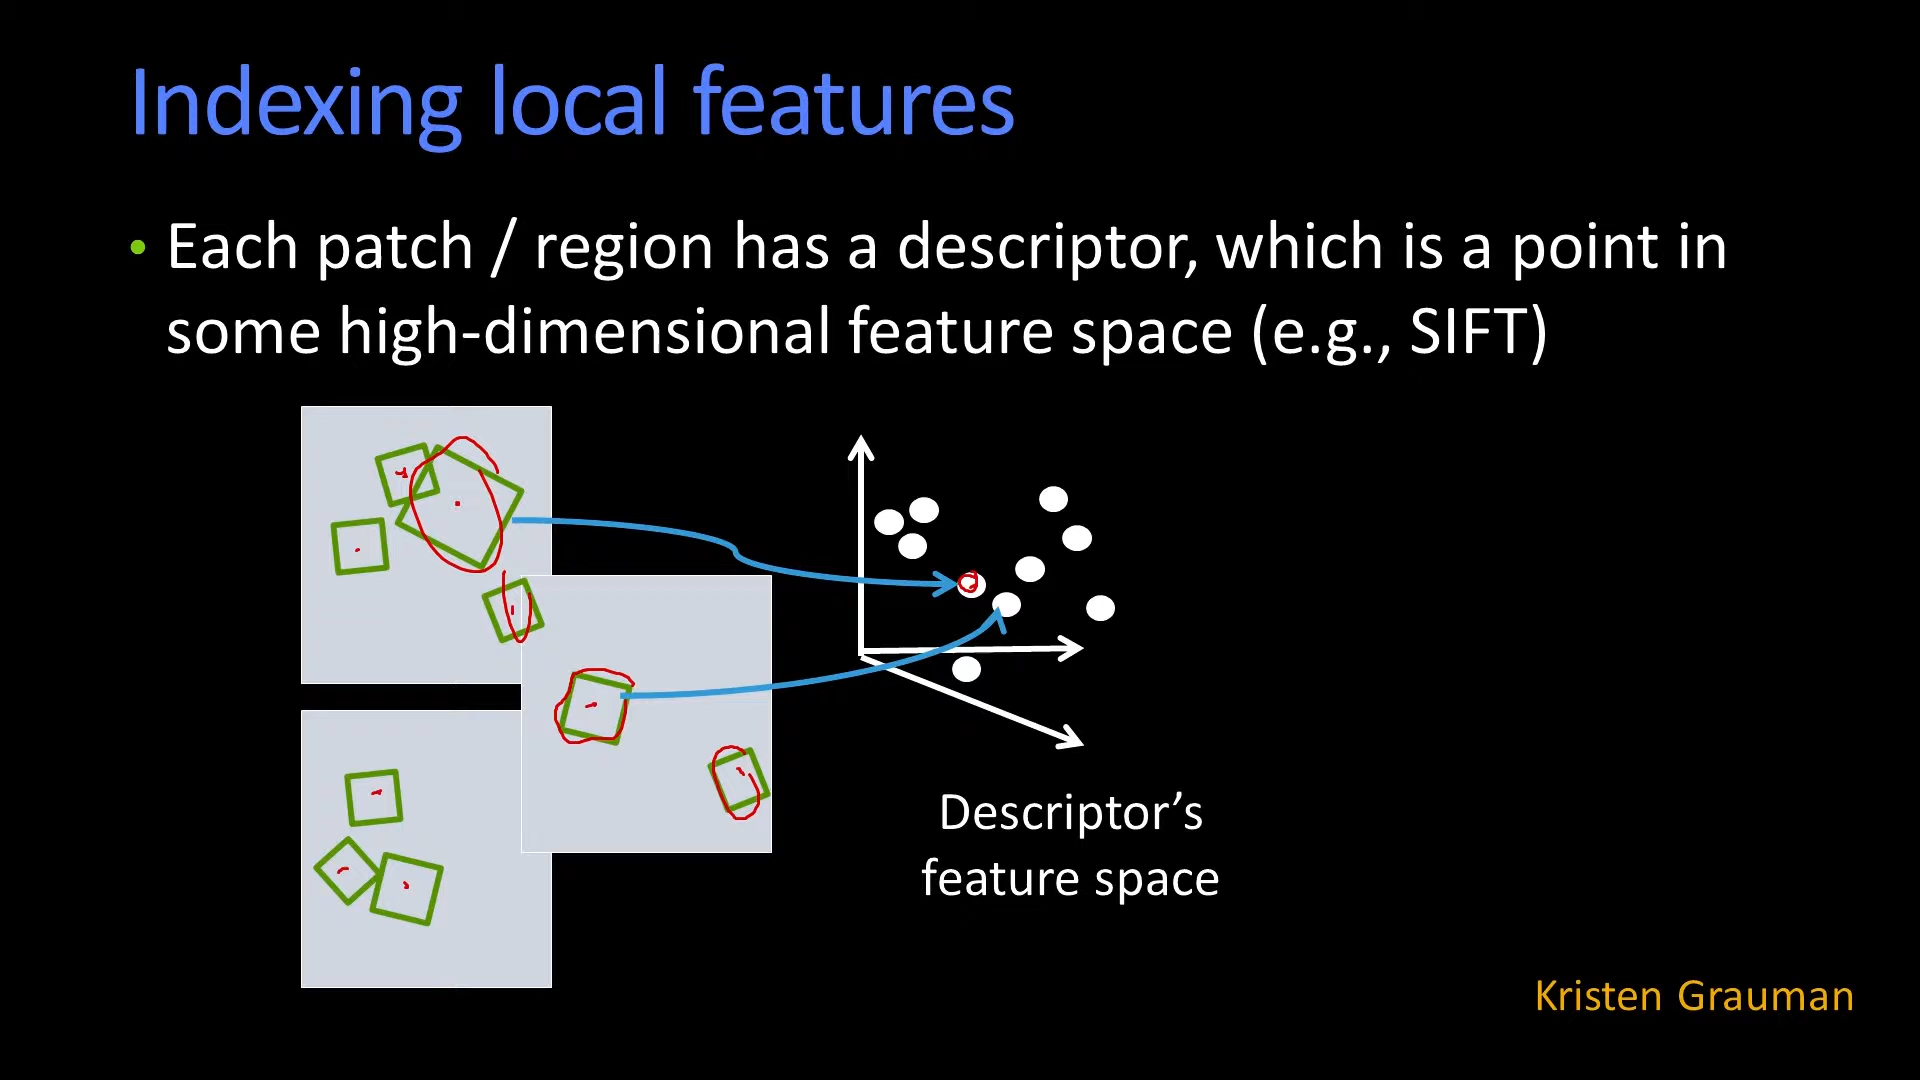 Indexing local features
• Each patch / region has a descriptor, which is a point in
some high-dimensional feature space (e.g., SIFT)
Descriptor’s
feature space
Kristen Grauman